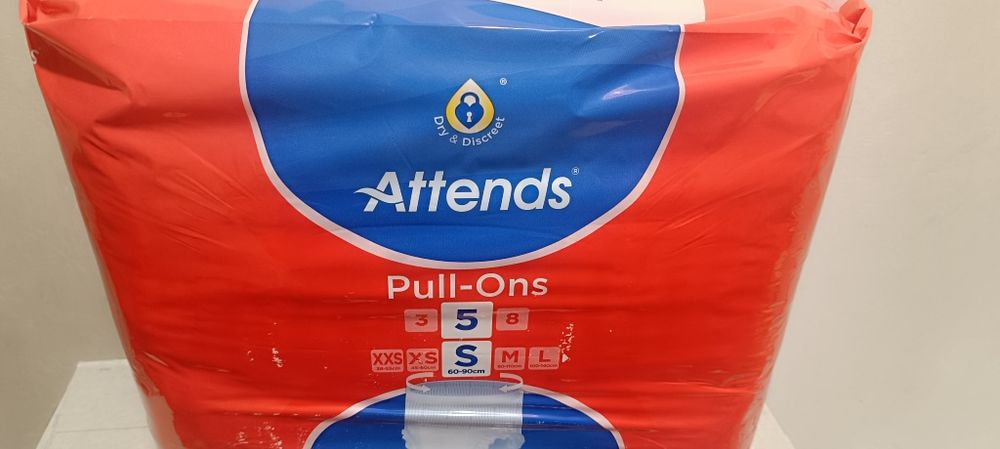 Dry & Discreet ®
Attends®
Pull-Ons
3 5 8
XXS XS S M L
60-90cm